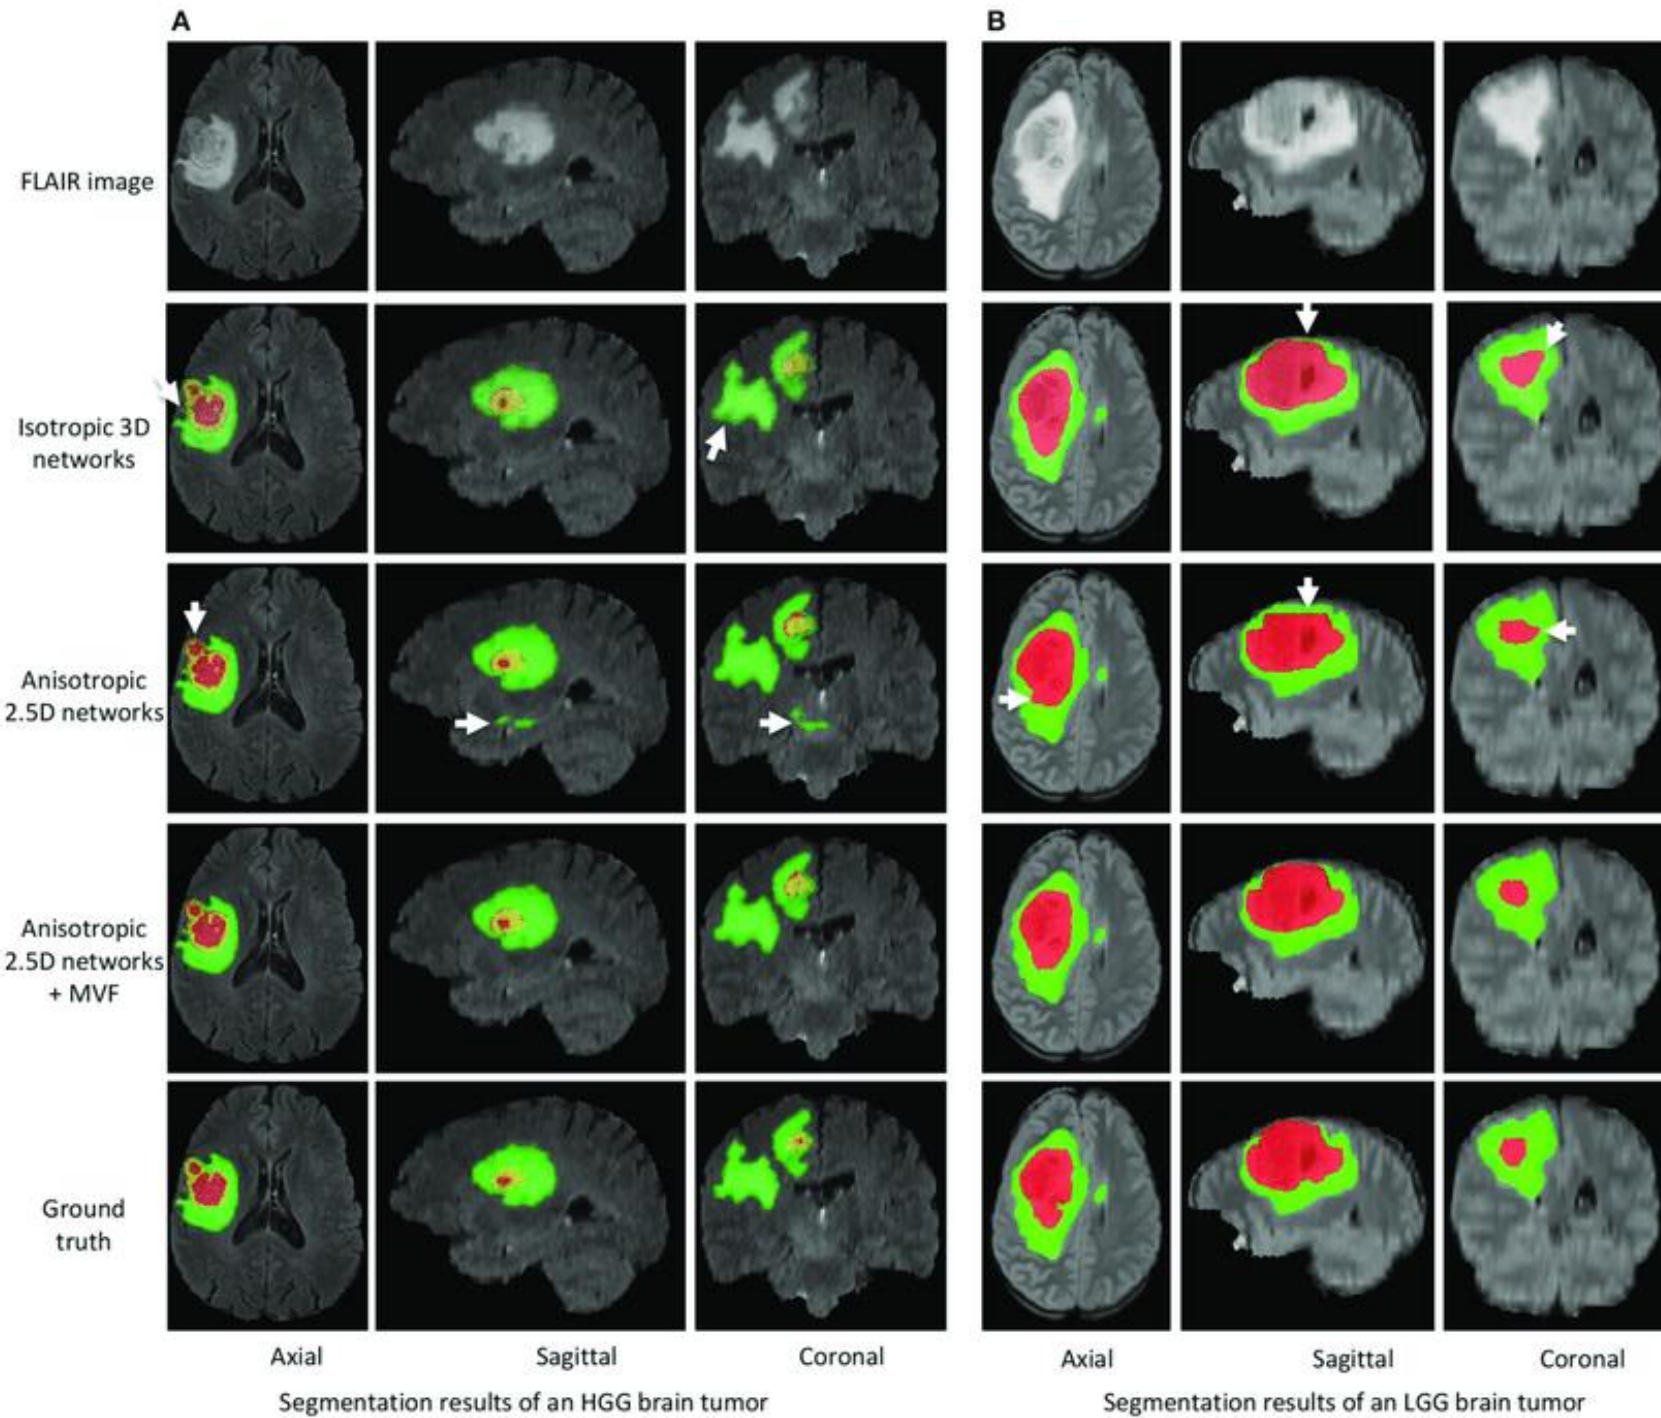 A
B
FLAIR image
Isotropic 3D
networks
Anisotropic
2.5D networks
Anisotropic
2.5D networks
+ MVF
Ground
truth
Axial
Sagittal
Coronal
Axial
Sagittal
Coronal
Segmentation results of an HGG brain tumor
Segmentation results of an LGG brain tumor